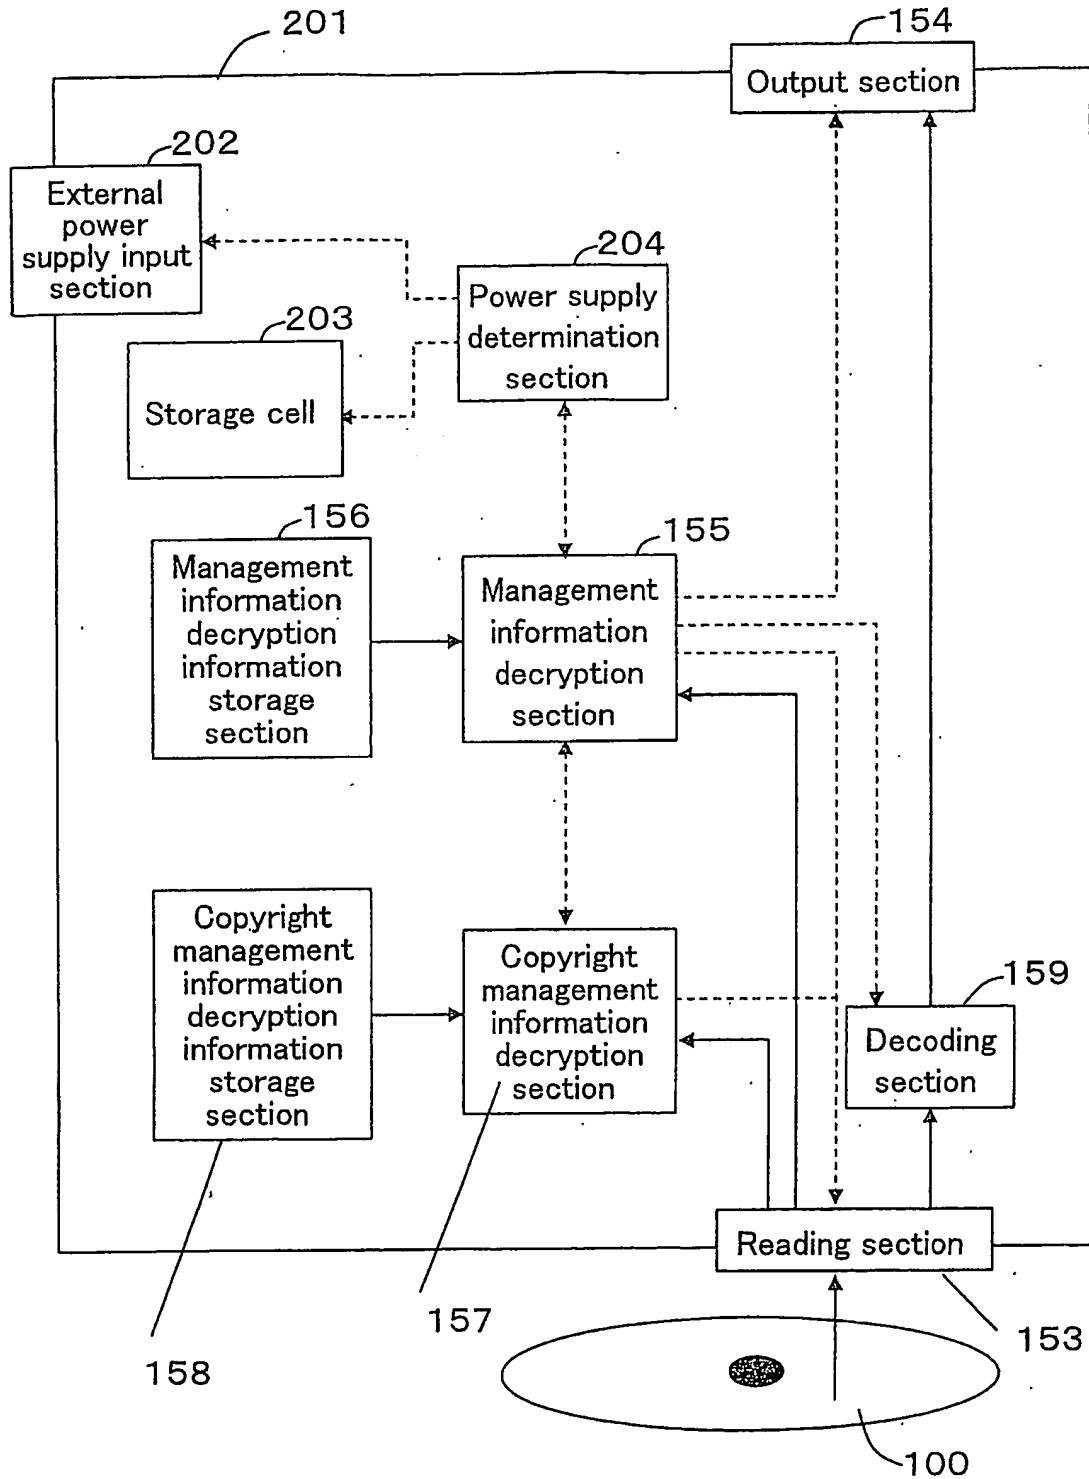 201
154
Output section
202
External
power
supply input
section
204
Power supply
determination
section
203
Storage cell
156
Management
information
decryption
information
storage
section
155
Management
information
decryption
section
Copyright
management
information
decryption
information
storage
section
Copyright
management
information
decryption
section
159
Decoding
section
Reading section
157
153
158
100